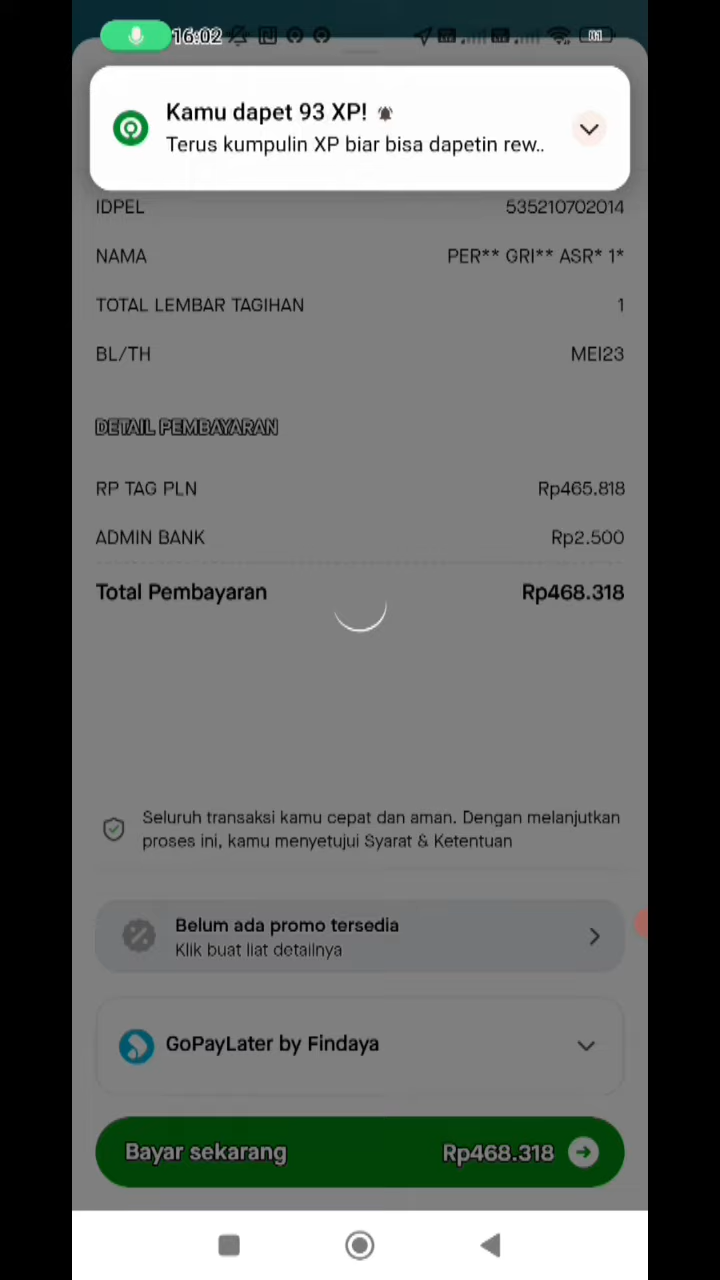 16:02
Kamu dapet 93 XP!
Terus kumpulin XP biar bisa dapetin rew..
IDPEL 535210702014
NAMA PER** GRI** ASR* 1*
TOTAL LEMBAR TAGIHAN 1
BL/TH MEI23
DETAIL PEMBAYARAN
RP TAG PLN Rp465.818
ADMIN BANK Rp2.500
Total Pembayaran Rp468.318
Seluruh transaksi kamu cepat dan aman. Dengan melanjutkan
proses ini, kamu menyetujui Syarat & Ketentuan
Belum ada promo tersedia
Klik buat liat detailnya
GoPayLater by Findaya
Bayar sekarang Rp468.318